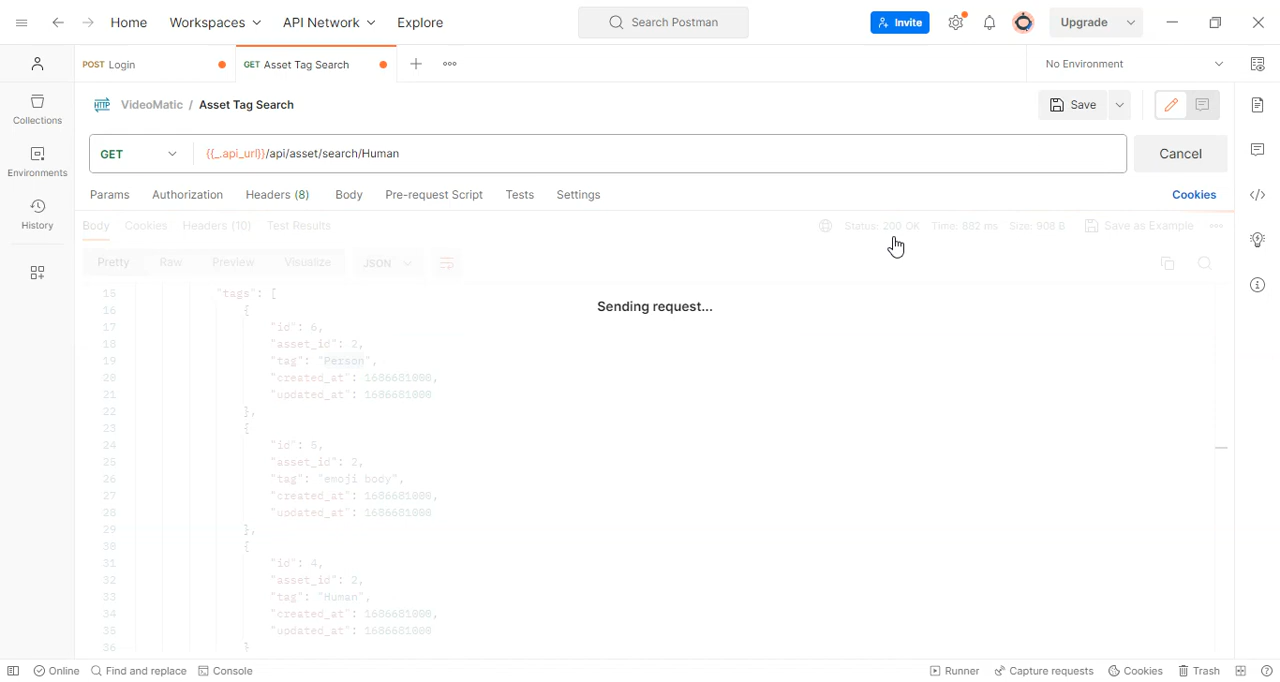 Home Workspaces API Network Explore Search Postman Invite Upgrade
POST Login GET Asset Tag Search No Environment
HTTP VideoMatic / Asset Tag Search Save
Collections
GET {{_.api_url}}/api/asset/search/Human Cancel
Environments
Params Authorization Headers (8) Body Pre-request Script Tests Settings Cookies
History
Body Cookies Headers (10) Test Results Status: 200 OK Time: 882 ms Size: 908 B Save as Example
Pretty Raw Preview Visualize JSON
15 "tags": [
Sending request...
16 {
17 "id": 6,
18 "asset_id": 2,
19 "tag": "Person",
20 "created_at": 1686681000,
21 "updated_at": 1686681000
22 },
23 {
24 "id": 5,
25 "asset_id": 2,
26 "tag": "emoji body",
27 "created_at": 1686681000,
28 "updated_at": 1686681000
29 },
30 {
31 "id": 4,
32 "asset_id": 2,
33 "tag": "Human",
34 "created_at": 1686681000,
35 "updated_at": 1686681000
36 }
Online Find and replace Console Runner Capture requests Cookies Trash